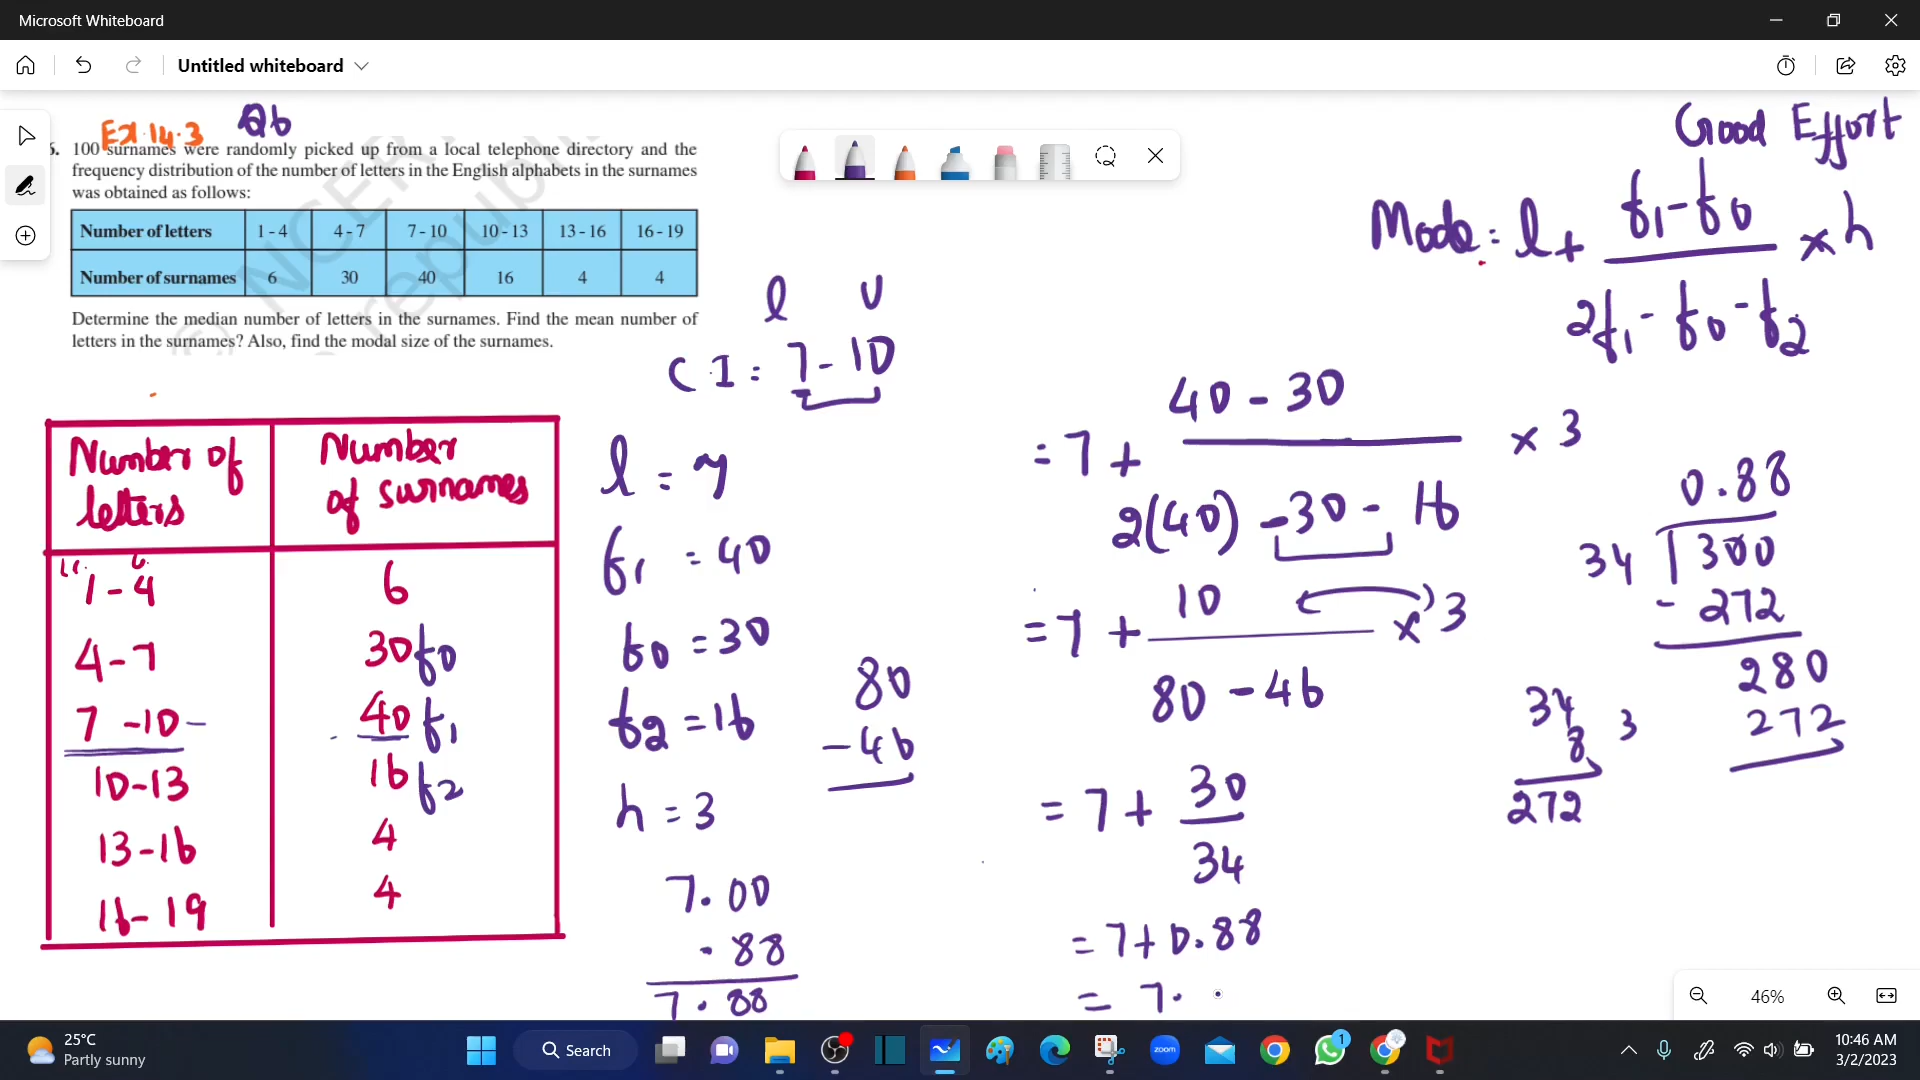 Microsoft Whiteboard
Untitled whiteboard
Ex 14.3 Q6
6. 100 surnames were randomly picked up from a local telephone directory and the
frequency distribution of the number of letters in the English alphabets in the surnames
was obtained as follows:
Number of letters 1 - 4 4 - 7 7 - 10 10 - 13 13 - 16 16 - 19
Number of surnames 6 30 40 16 4 4
Determine the median number of letters in the surnames. Find the mean number of
letters in the surnames? Also, find the modal size of the surnames.
Number of letters Number of surnames
1 - 4 6
4 - 7 30 f0
7 - 10 40 f1
10 - 13 16 f2
13 - 16 4
16 - 19 4
l U
CI = 7 - 10
l = 7
f1 = 40
f0 = 30
f2 = 16
h = 3
80
- 46
7.00
.88
7.88
Good Effort
Mode = l + f1 - f0 / 2f1 - f0 - f2 × h
= 7 + 40 - 30 / 2(40) - 30 - 16 × 3
= 7 + 10 / 80 - 46 × 3
= 7 + 30 / 34
= 7 + 0.88
= 7.
0.88
34 300
- 272
280
272
34
8 3
272
46%
25°C
Partly sunny
Search
zoom
1
10:46 AM
3/2/2023